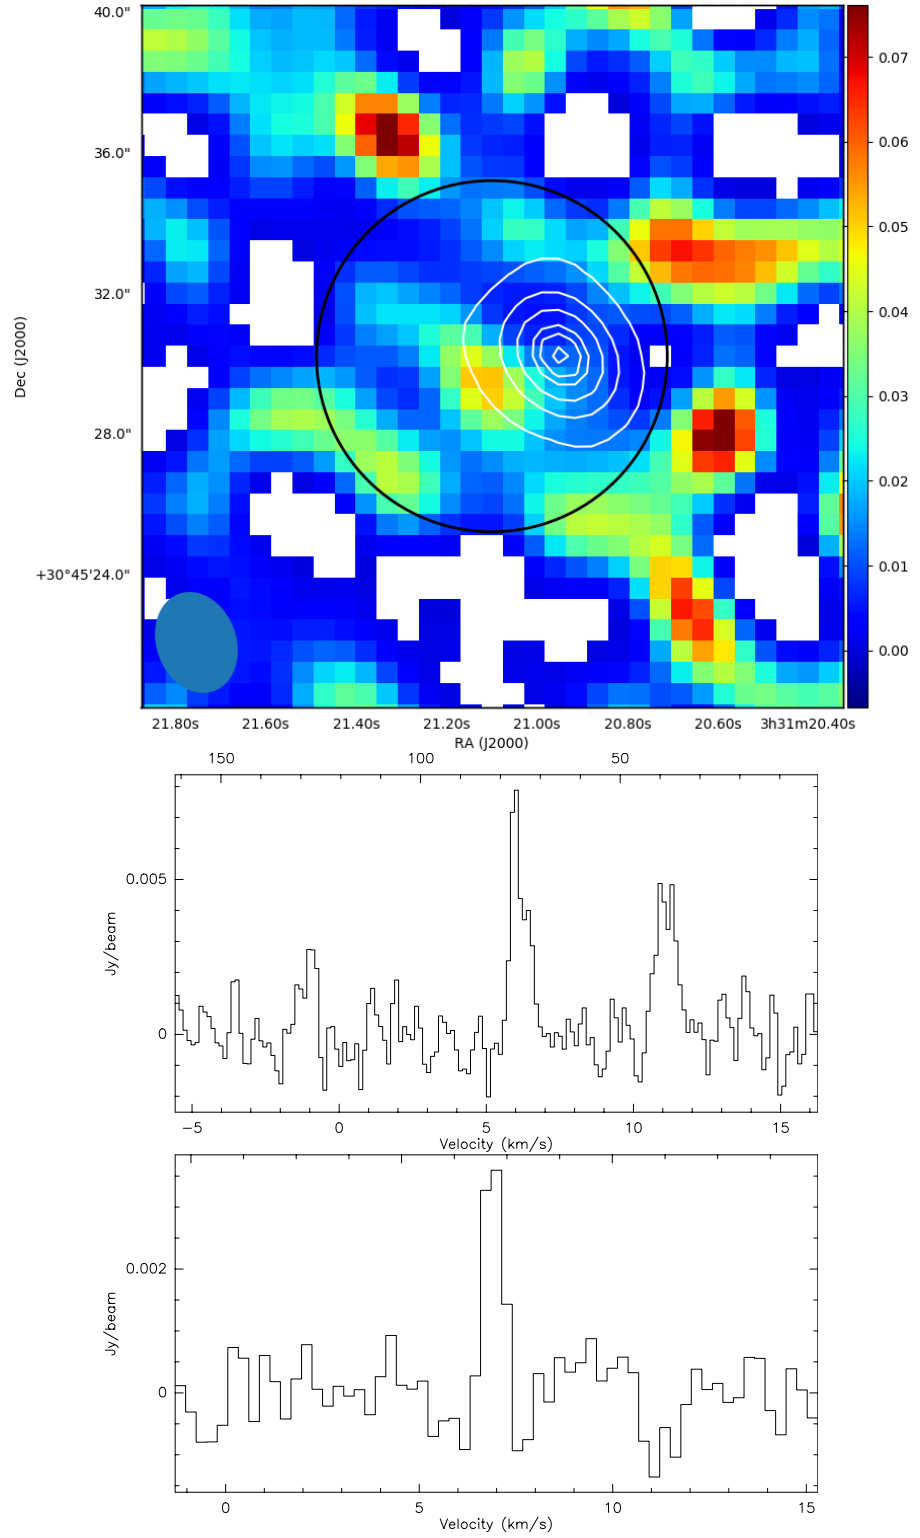 40.0"
36.0"
32.0"
28.0"
+30°45'24.0"
Dec (J2000)
0.07
0.06
0.05
0.04
0.03
0.02
0.01
0.00
21.80s 21.60s 21.40s 21.20s 21.00s 20.80s 20.60s 3h31m20.40s
RA (J2000)
150 100 50
0.005
0
Jy/beam
−5 0 5 10 15
Velocity (km/s)
0.002
0
Jy/beam
0 5 10 15
Velocity (km/s)